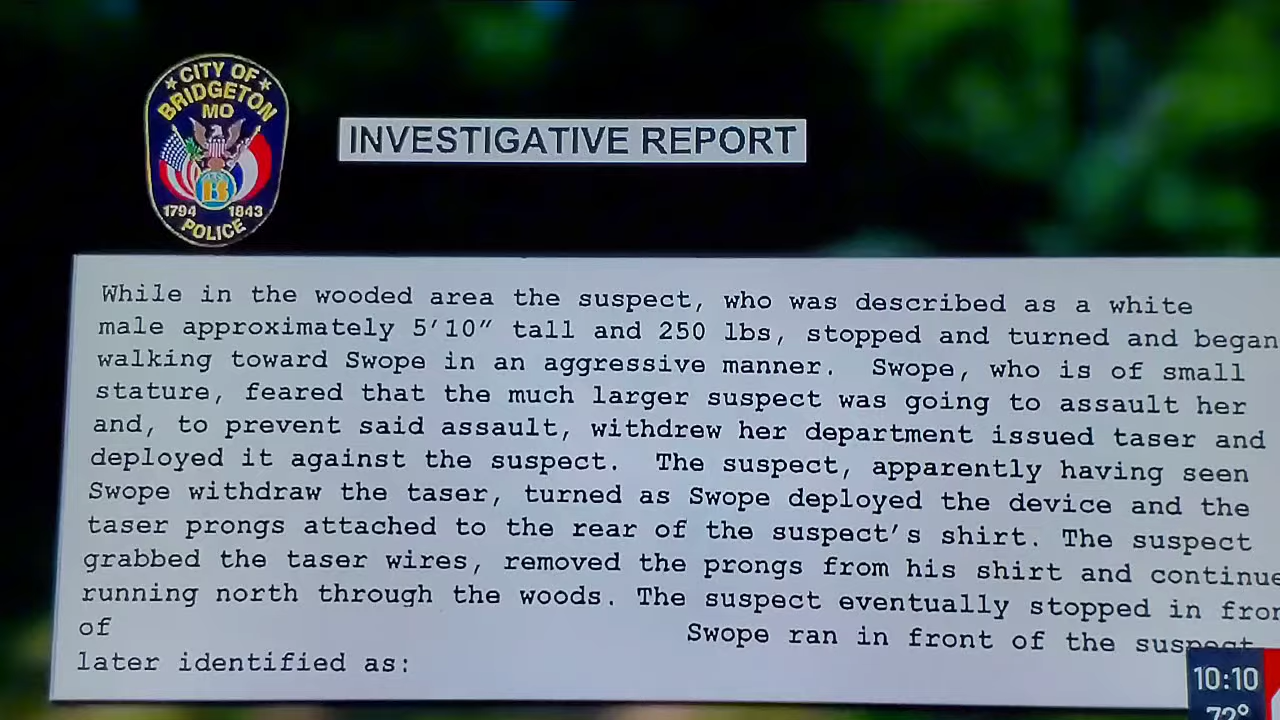 CITY OF
BRIDGETON
MO
1794 1843
POLICE
INVESTIGATIVE REPORT
While in the wooded area the suspect, who was described as a white
male approximately 5'10" tall and 250 lbs, stopped and turned and began
walking toward Swope in an aggressive manner. Swope, who is of small
stature, feared that the much larger suspect was going to assault her
and, to prevent said assault, withdrew her department issued taser and
deployed it against the suspect. The suspect, apparently having seen
Swope withdraw the taser, turned as Swope deployed the device and the
taser prongs attached to the rear of the suspect's shirt. The suspect
grabbed the taser wires, removed the prongs from his shirt and continue
running north through the woods. The suspect eventually stopped in fron
of Swope ran in front of the suspect
later identified as:
10:10
72°